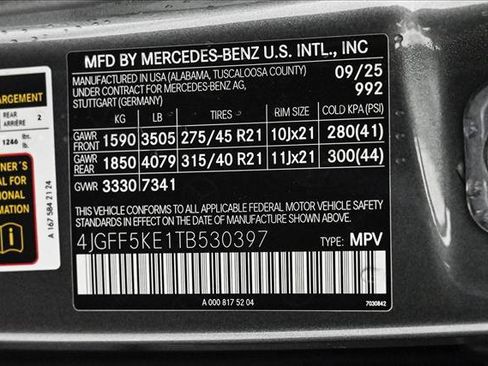 MFD BY MERCEDES-BENZ U.S. INTL., INC
MANUFACTURED IN USA (ALABAMA, TUSCALOOSA COUNTY)
UNDER CONTRACT FOR MERCEDES-BENZ AG,
STUTTGART (GERMANY)
09/25
992
KG LB TIRES RIM SIZE COLD KPA (PSI)
GAWR FRONT 1590 3505 275/45 R21 10Jx21 280(41)
GAWR REAR 1850 4079 315/40 R21 11Jx21 300(44)
GWR 3330 7341
THIS VEHICLE CONFORMS TO ALL APPLICABLE FEDERAL MOTOR VEHICLE SAFETY
STANDARDS IN EFFECT ON THE DATE OF MANUFACTURE SHOWN ABOVE.
4JGFF5KE1TB530397 TYPE: MPV
A 000 817 52 04
7030842
ARGEMENT
REAR
ARRIÈRE 2
1246 lbs.
A 167 584 21 24